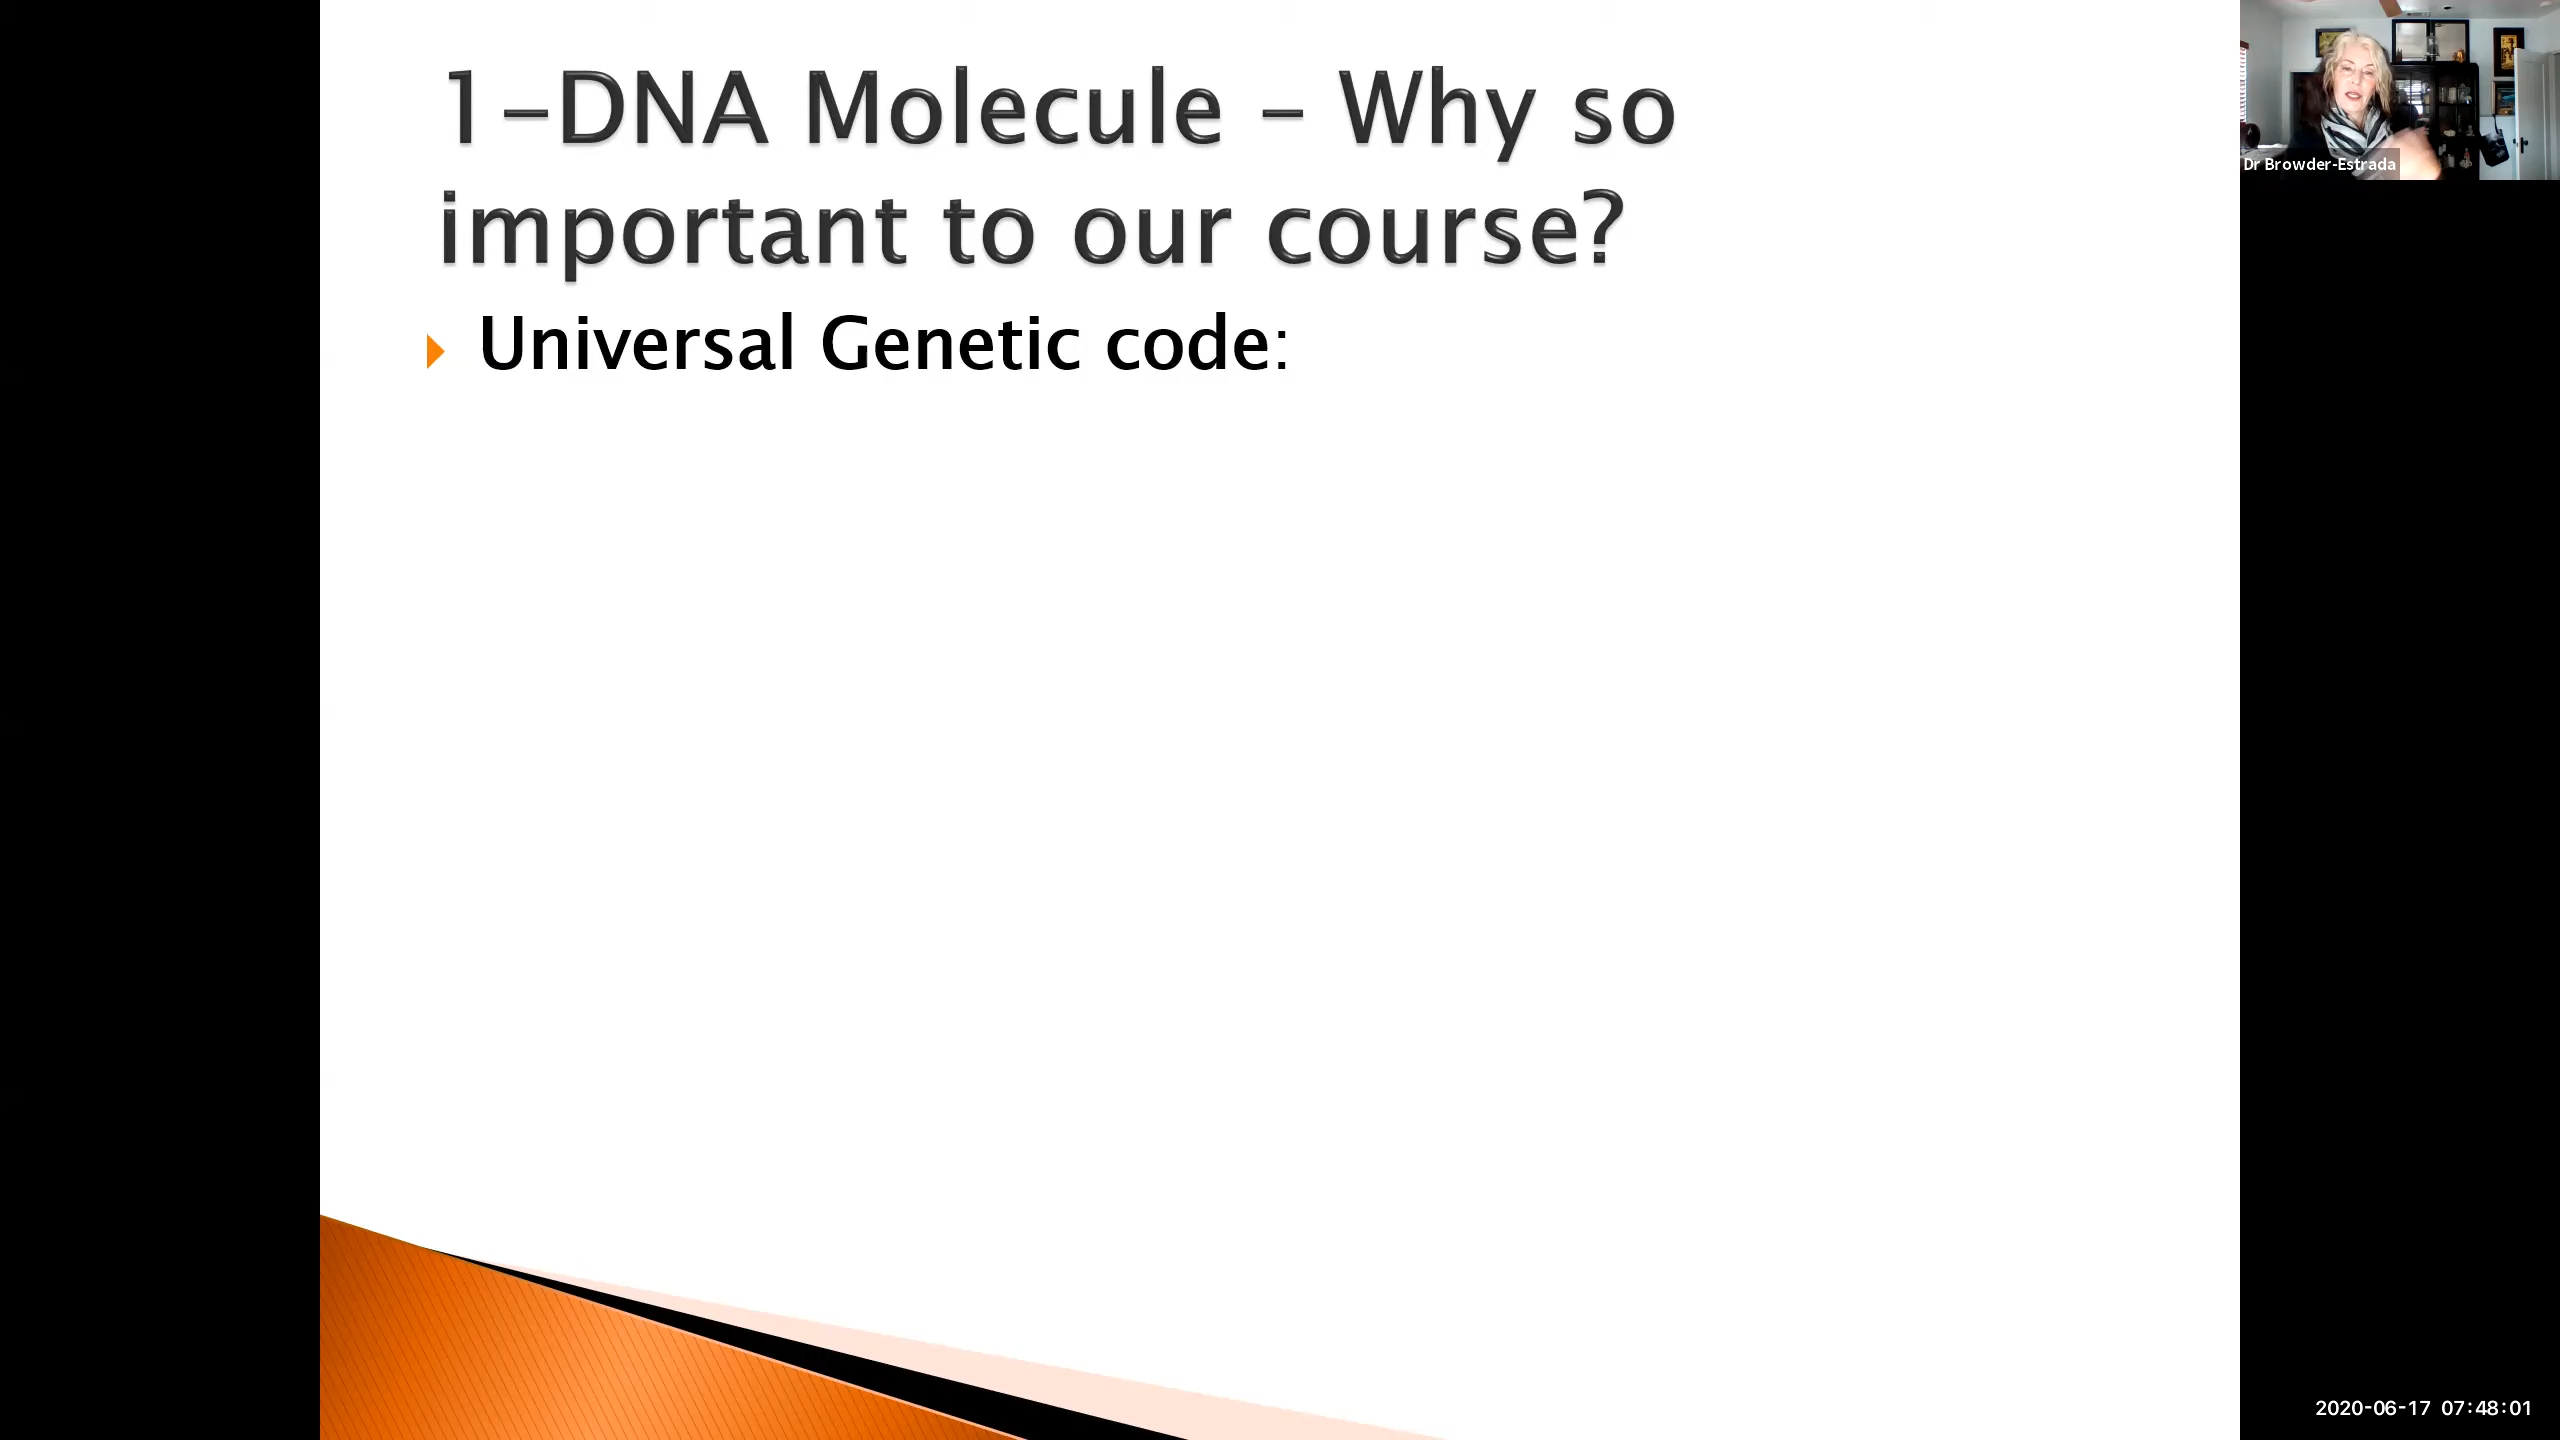 1-DNA Molecule - Why so
important to our course?
Universal Genetic code:
Dr Browder-Estrada
2020-06-17 07:48:01